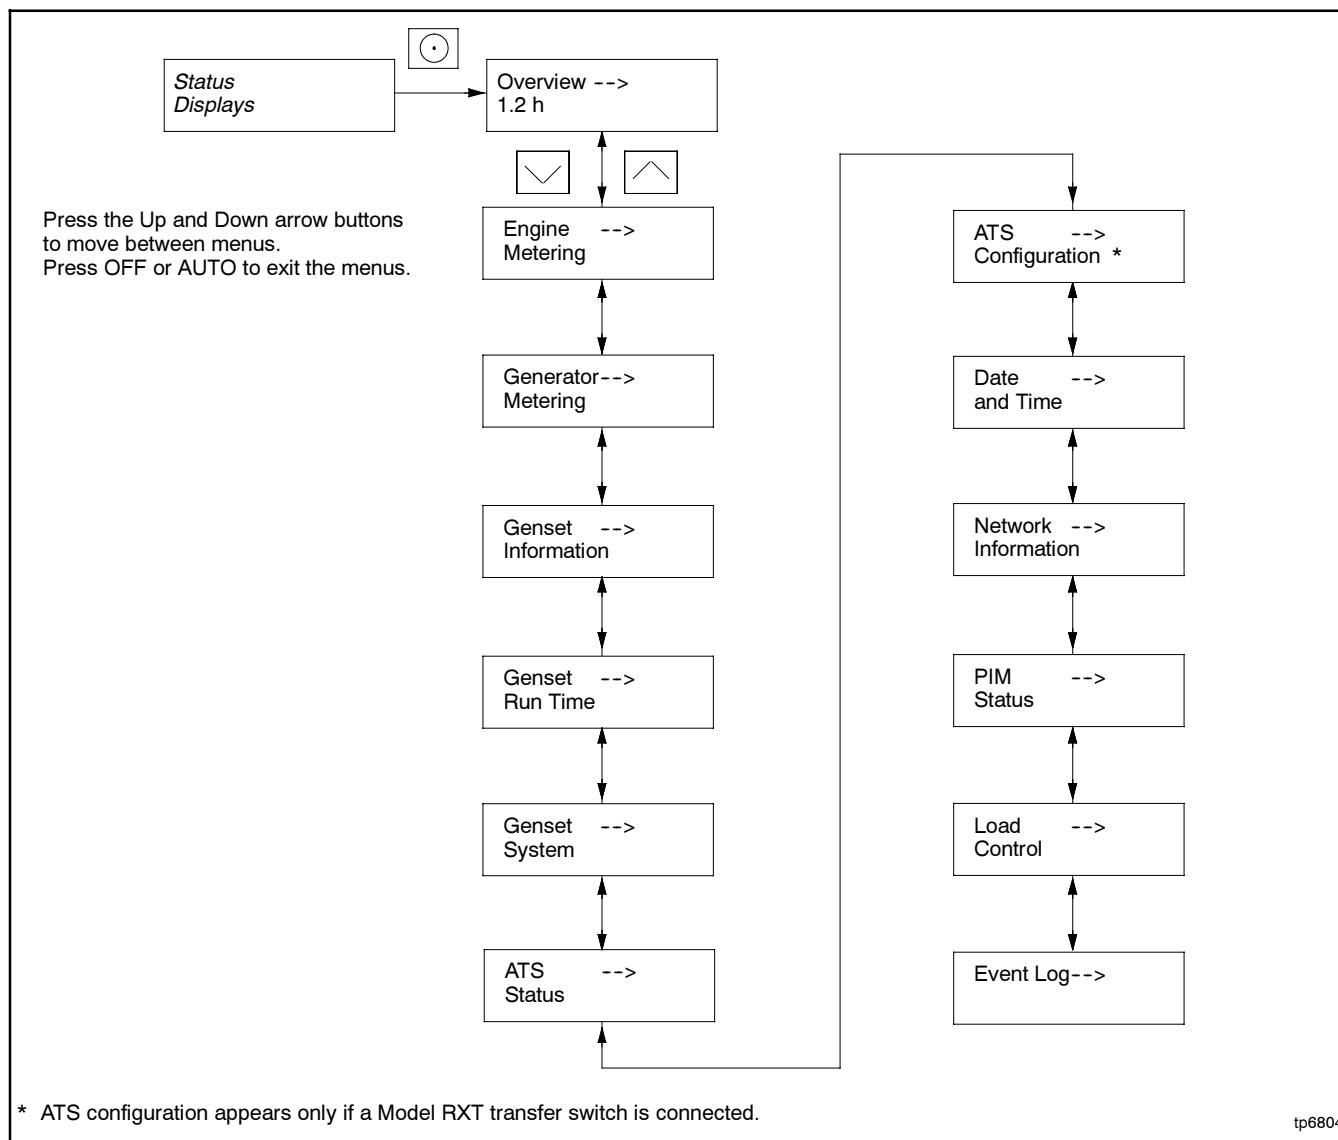 Status
Displays
Overview -->
1.2 h
Press the Up and Down arrow buttons
to move between menus.
Press OFF or AUTO to exit the menus.
Engine -->
Metering
Generator-->
Metering
Genset -->
Information
Genset -->
Run Time
Genset -->
System
ATS -->
Status
ATS -->
Configuration *
Date -->
and Time
Network -->
Information
PIM -->
Status
Load -->
Control
Event Log-->
* ATS configuration appears only if a Model RXT transfer switch is connected.
tp6804